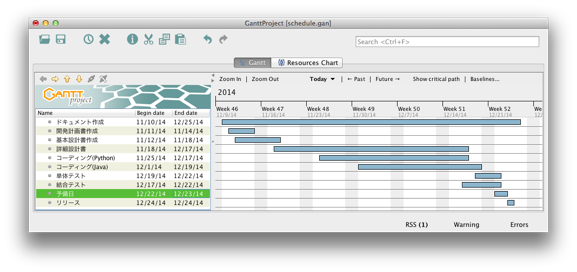 GanttProject [schedule.gan]
Search <Ctrl+F>
Gantt
Resources Chart
Zoom In | Zoom Out
Today
← Past | Future →
Show critical path | Baselines...
GANTT project
2014
Name
Begin date
End date
Week 46
Week 47
Week 48
Week 49
Week 50
Week 51
Week 52
11/9/14
11/16/14
11/23/14
11/30/14
12/7/14
12/14/14
12/21/14
ドキュメント作成 11/10/14 12/25/14
開発計画書作成 11/11/14 11/14/14
基本設計書作成 11/12/14 11/18/14
詳細設計書 11/18/14 12/17/14
コーディング(Python) 11/25/14 12/17/14
コーディング(Java) 12/1/14 12/19/14
単体テスト 12/19/14 12/22/14
結合テスト 12/17/14 12/22/14
予備日 12/22/14 12/23/14
リリース 12/24/14 12/24/14
RSS (1)
Warning
Errors